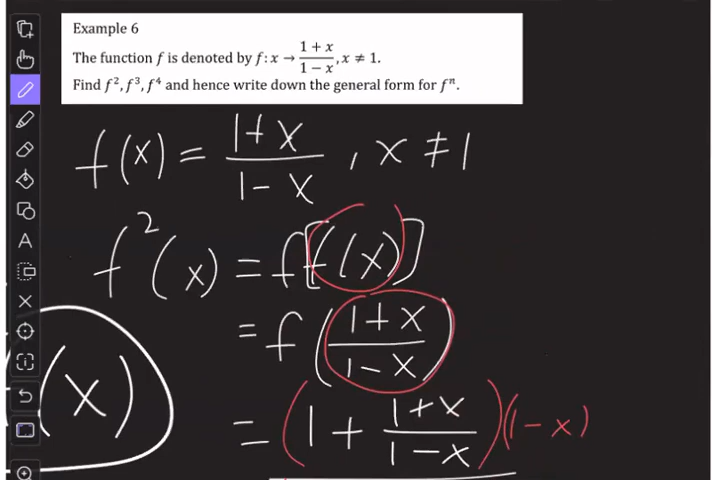 Example 6
The function f is denoted by f: x → (1 + x)/(1 − x), x ≠ 1.
Find f², f³, f⁴ and hence write down the general form for fⁿ.
f(x) = (1+x)/(1-x), x ≠ 1
f²(x) = f[f(x)]
= f((1+x)/(1-x))
(x)
= (1 + (1+x)/(1-x))(1-x)
A